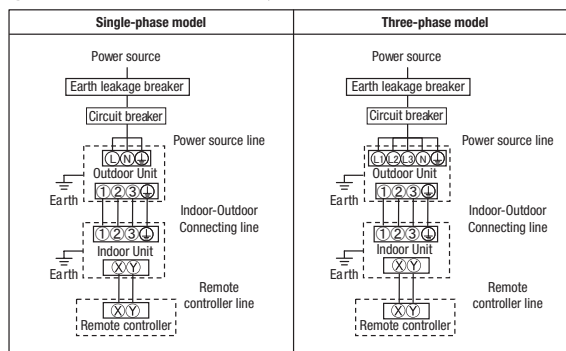 Single-phase model
Power source
Earth leakage breaker
Circuit breaker
Power source line
L N
Outdoor Unit
1 2 3
Earth
Indoor-Outdoor
Connecting line
1 2 3
Indoor Unit
Earth
X Y
Remote
controller line
X Y
Remote controller
Three-phase model
Power source
Earth leakage breaker
Circuit breaker
Power source line
L1 L2 L3 N
Outdoor Unit
1 2 3
Earth
Indoor-Outdoor
Connecting line
1 2 3
Indoor Unit
Earth
X Y
Remote
controller line
X Y
Remote controller